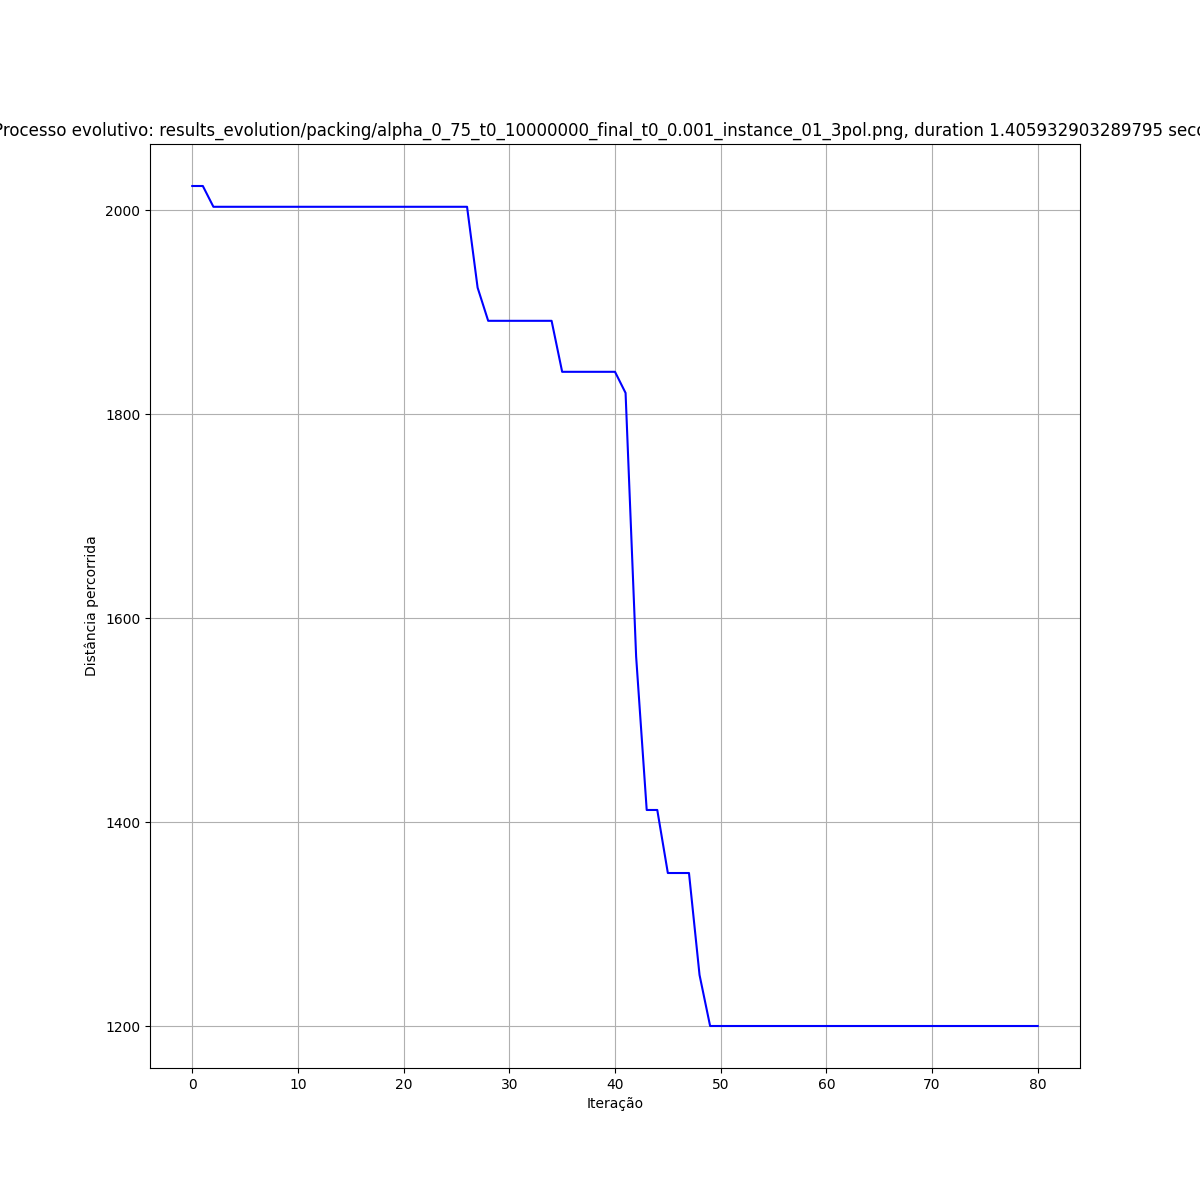 Processo evolutivo: results_evolution/packing/alpha_0_75_t0_10000000_final_t0_0.001_instance_01_3pol.png, duration 1.405932903289795 seco
2000
1800
1600
1400
1200
Distância percorrida
0 10 20 30 40 50 60 70 80
Iteração